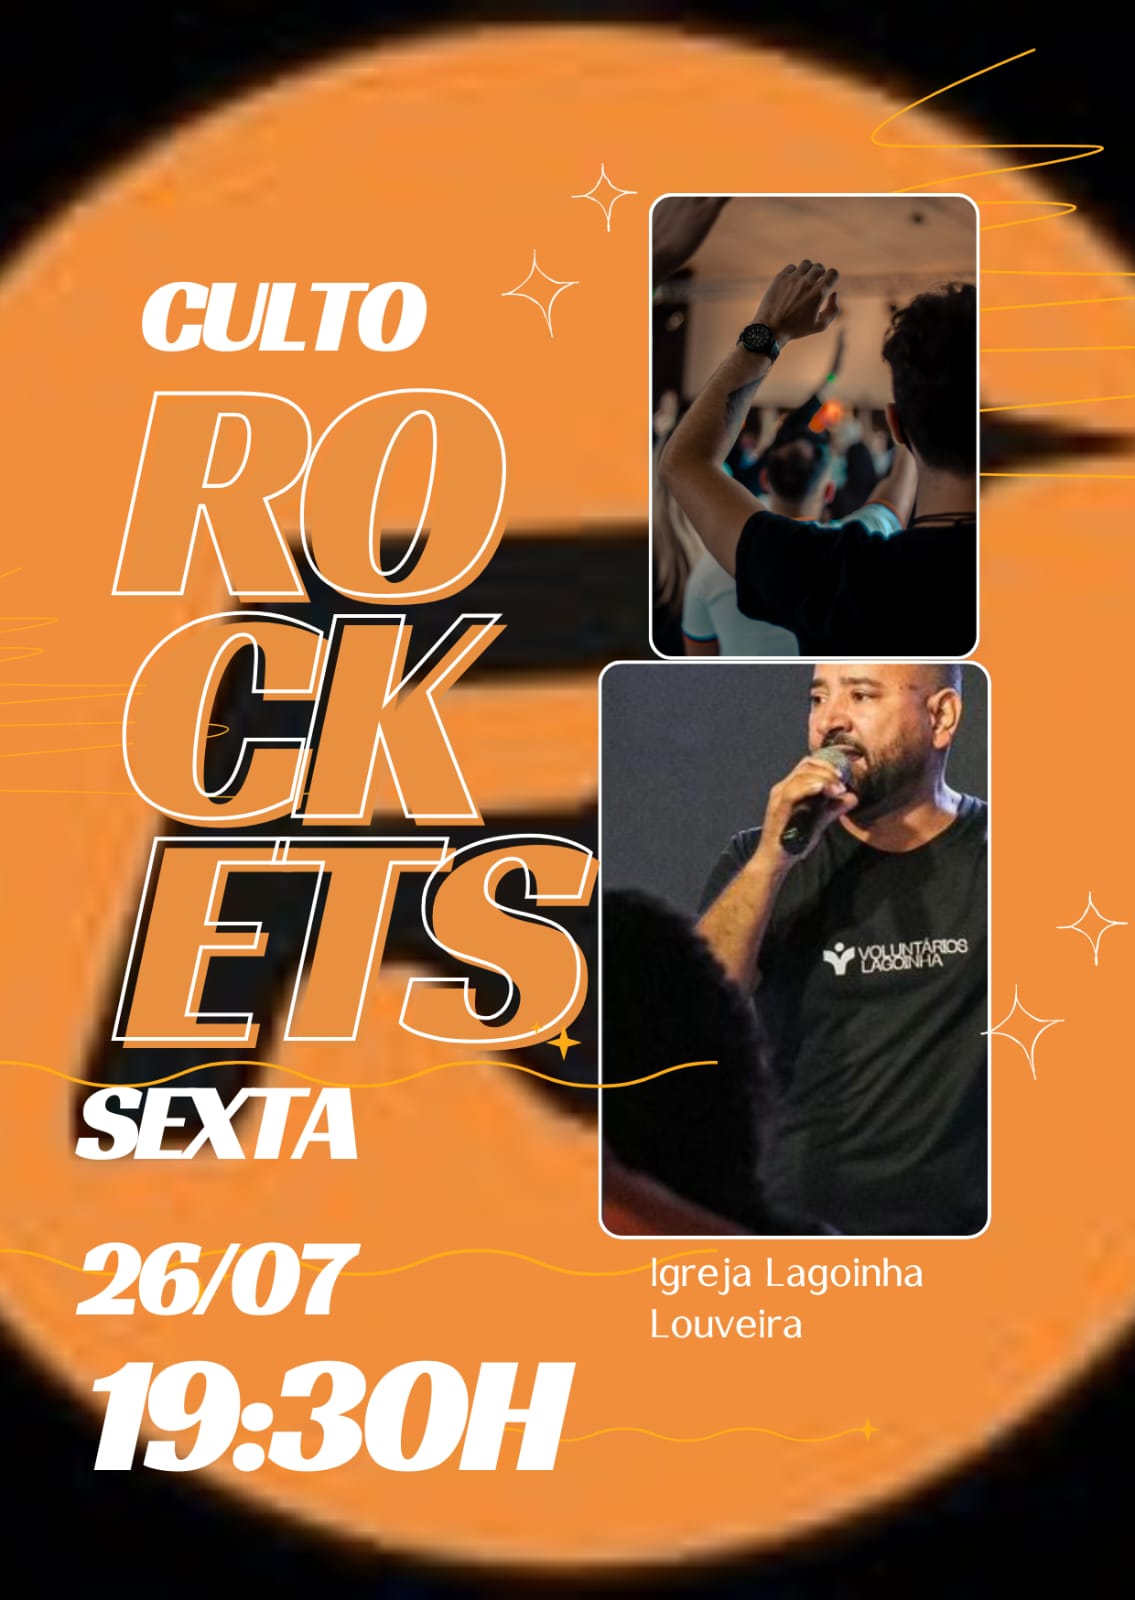 CULTO
RO
CK
ETS
VOLUNTÁRIOS
LAGOINHA
SEXTA
26/07
19:30H
Igreja Lagoinha
Louveira